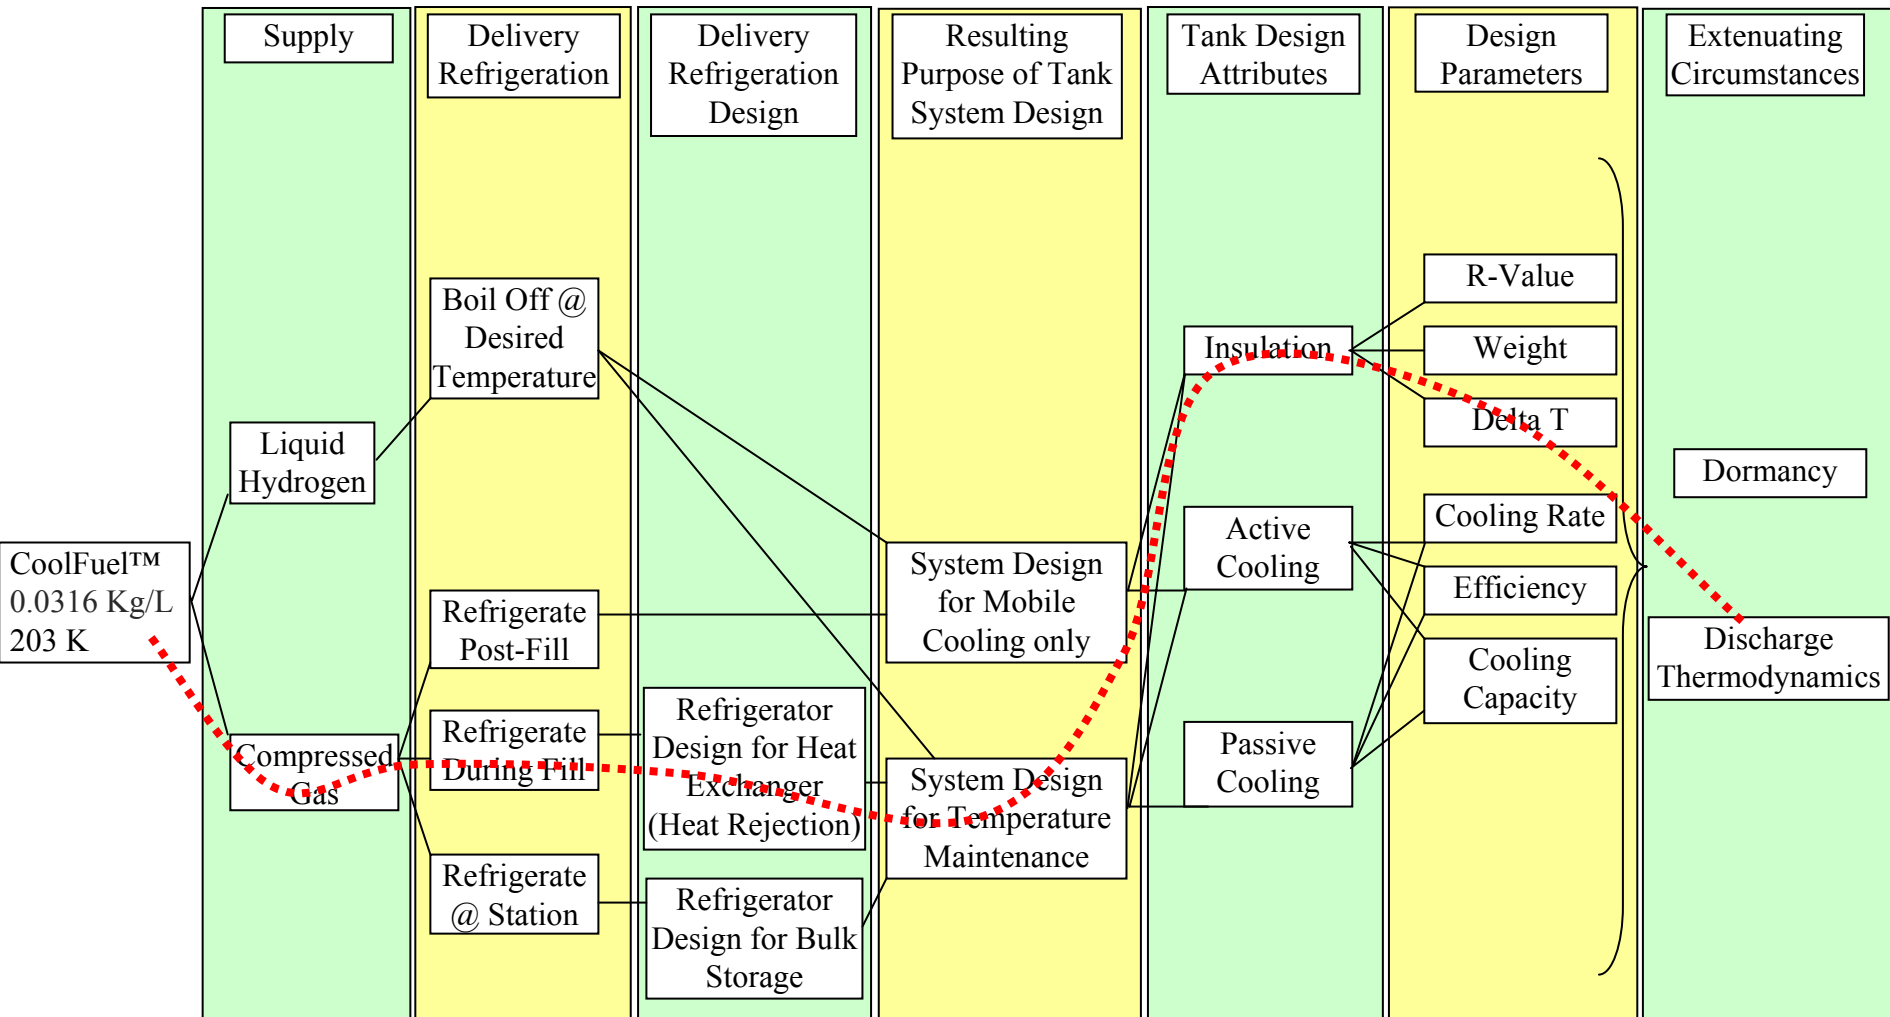 Supply
Delivery
Refrigeration
Delivery
Refrigeration
Design
Resulting
Purpose of Tank
System Design
Tank Design
Attributes
Design
Parameters
Extenuating
Circumstances
CoolFuel™
0.0316 Kg/L
203 K
Liquid
Hydrogen
Compressed
Gas
Boil Off @
Desired
Temperature
Refrigerate
Post-Fill
Refrigerate
During Fill
Refrigerate
@ Station
Refrigerator
Design for Heat
Exchanger
(Heat Rejection)
Refrigerator
Design for Bulk
Storage
System Design
for Mobile
Cooling only
System Design
for Temperature
Maintenance
Insulation
Active
Cooling
Passive
Cooling
R-Value
Weight
Delta T
Cooling Rate
Efficiency
Cooling
Capacity
Dormancy
Discharge
Thermodynamics